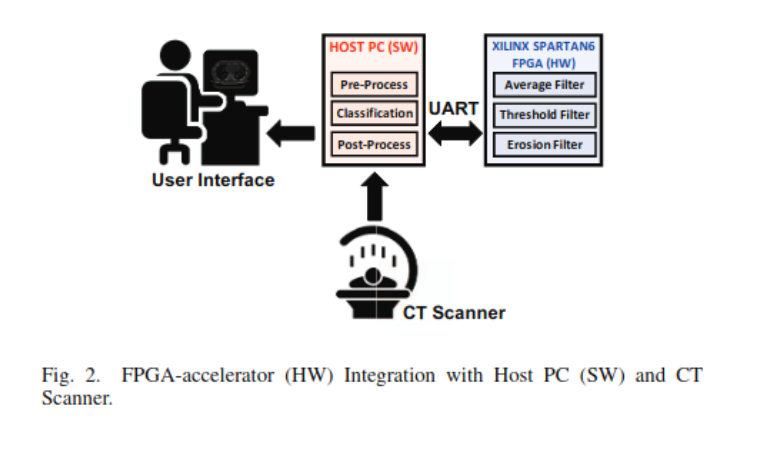 HOST PC (SW)
Pre-Process
Classification
Post-Process
UART
XILINX SPARTAN6
FPGA (HW)
Average Filter
Threshold Filter
Erosion Filter
User Interface
CT Scanner
Fig. 2. FPGA-accelerator (HW) Integration with Host PC (SW) and CT
Scanner.